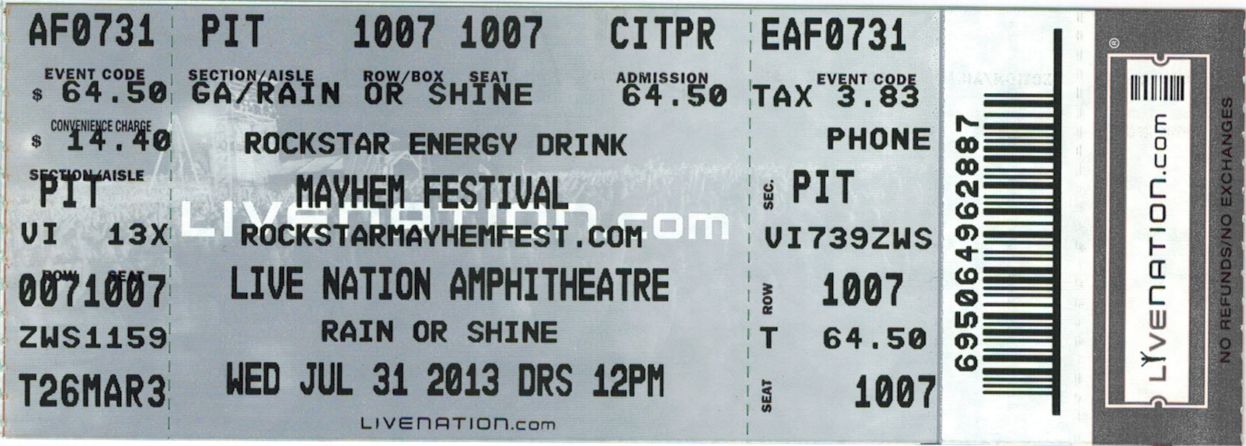 AF0731 PIT 1007 1007 CITPR EAF0731
EVENT CODE SECTION/AISLE ROW/BOX SEAT ADMISSION EVENT CODE
$ 64.50 GA/RAIN OR SHINE 64.50 TAX 3.83
CONVENIENCE CHARGE
$ 14.40 ROCKSTAR ENERGY DRINK PHONE
SECTION/AISLE
PIT MAYHEM FESTIVAL SEC. PIT
LIVENATION.com
VI 13X ROCKSTARMAYHEMFEST.COM VI739ZWS
ROW SEAT
0071007 LIVE NATION AMPHITHEATRE ROW 1007
ZWS1159 RAIN OR SHINE T 64.50
T26MAR3 WED JUL 31 2013 DRS 12PM SEAT 1007
LIVENATION.com
695064962887
LIVENATION.com
®
NO REFUNDS/NO EXCHANGES